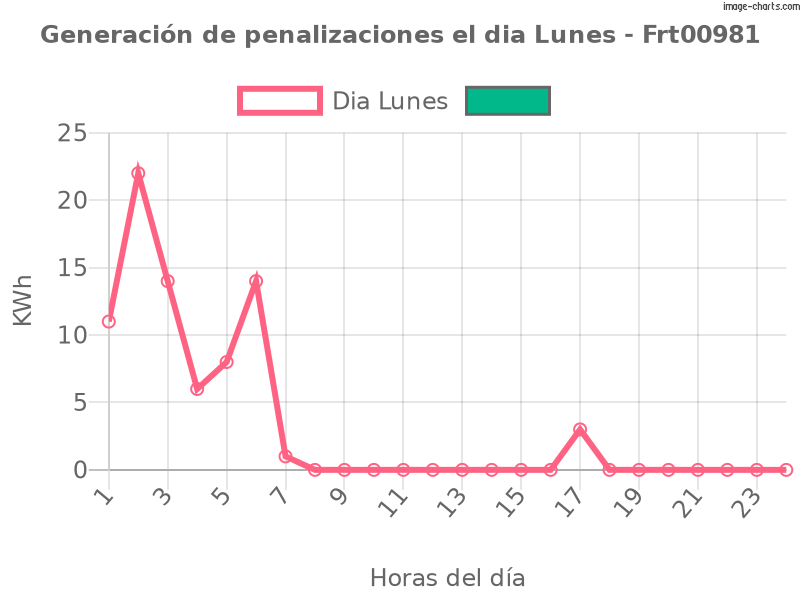 image-charts.com
Generación de penalizaciones el dia Lunes - Frt00981
Dia Lunes
25
20
15
10
5
0
KWh
1 3 5 7 9 11 13 15 17 19 21 23
Horas del día